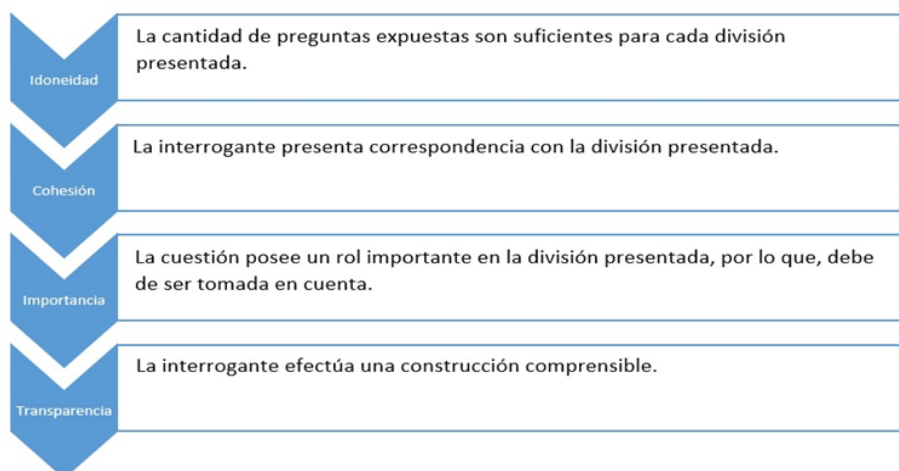 Idoneidad
La cantidad de preguntas expuestas son suficientes para cada división
presentada.
Cohesión
La interrogante presenta correspondencia con la división presentada.
Importancia
La cuestión posee un rol importante en la división presentada, por lo que, debe
de ser tomada en cuenta.
Transparencia
La interrogante efectúa una construcción comprensible.